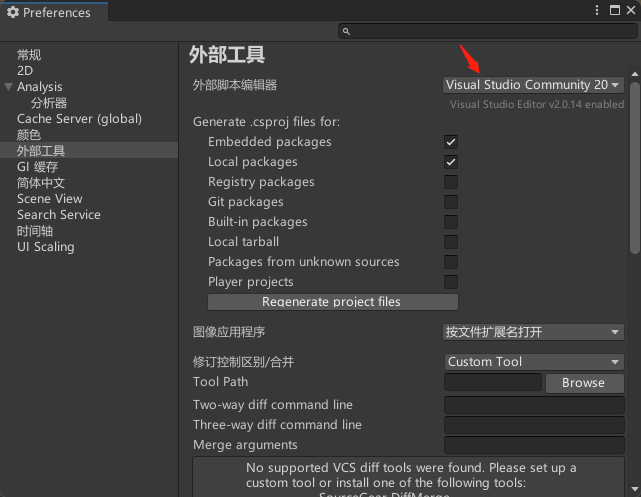 Preferences
常规
2D
Analysis
分析器
Cache Server (global)
颜色
外部工具
GI 缓存
简体中文
Scene View
Search Service
时间轴
UI Scaling
外部工具
外部脚本编辑器
Visual Studio Community 20
Visual Studio Editor v2.0.14 enabled
Generate .csproj files for:
Embedded packages
Local packages
Registry packages
Git packages
Built-in packages
Local tarball
Packages from unknown sources
Player projects
Regenerate project files
图像应用程序
按文件扩展名打开
修订控制区别/合并
Custom Tool
Tool Path
Browse
Two-way diff command line
Three-way diff command line
Merge arguments
No supported VCS diff tools were found. Please set up a
custom tool or install one of the following tools:
SourceGear DiffMerge